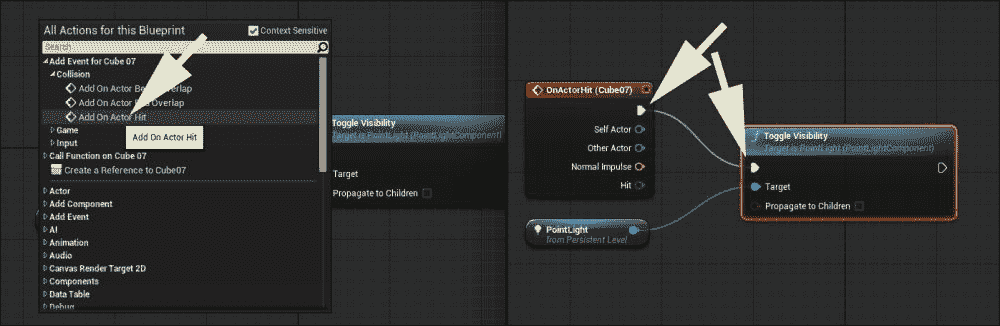 All Actions for this Blueprint
Context Sensitive
Search
Add Event for Cube 07
Collision
Add On Actor Be Overlap
Add On Actor End Overlap
Add On Actor Hit
Add On Actor Hit
Game
Input
Call Function on Cube 07
Create a Reference to Cube07
Actor
Add Component
Add Event
AI
Animation
Audio
Canvas Render Target 2D
Components
Data Table
Debug
Toggle Visibility
Target is PointLight (PointLightComponent)
Target
Propagate to Children
OnActorHit (Cube07)
Self Actor
Other Actor
Normal Impulse
Hit
PointLight
from Persistent Level
Toggle Visibility
Target is PointLight (PointLightComponent)
Target
Propagate to Children